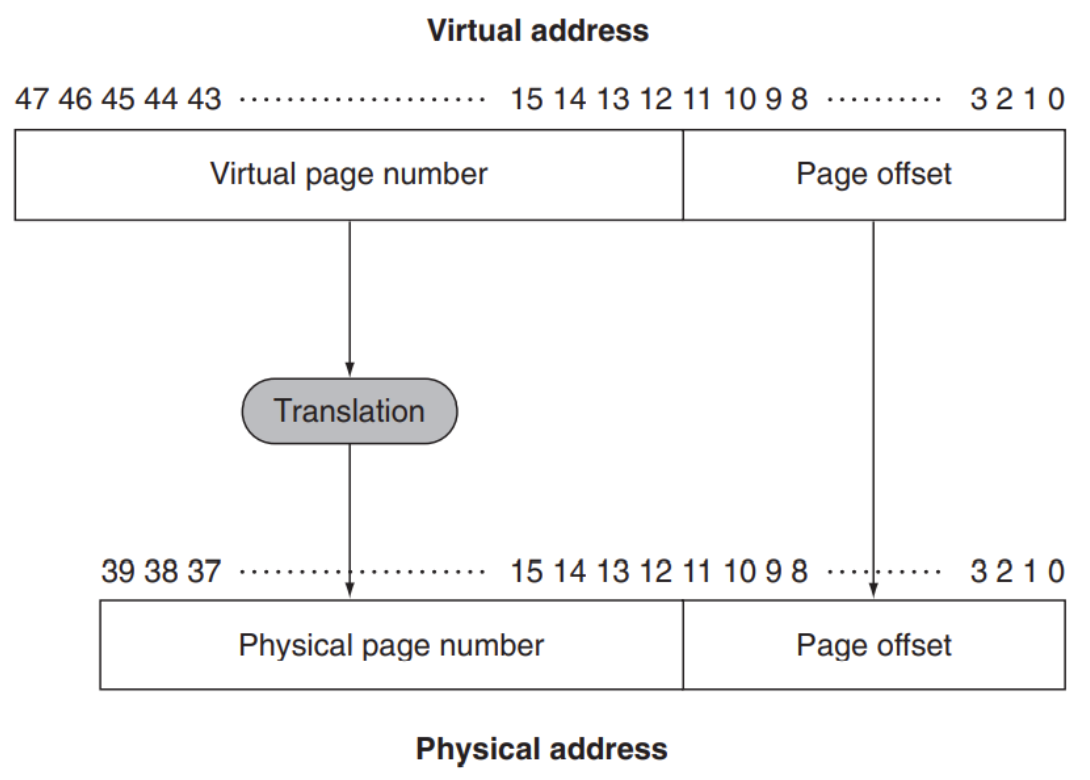 Virtual address
47 46 45 44 43 ····················· 15 14 13 12 11 10 9 8 ·········· 3 2 1 0
Virtual page number Page offset
Translation
39 38 37 ····················· 15 14 13 12 11 10 9 8 ·········· 3 2 1 0
Physical page number Page offset
Physical address